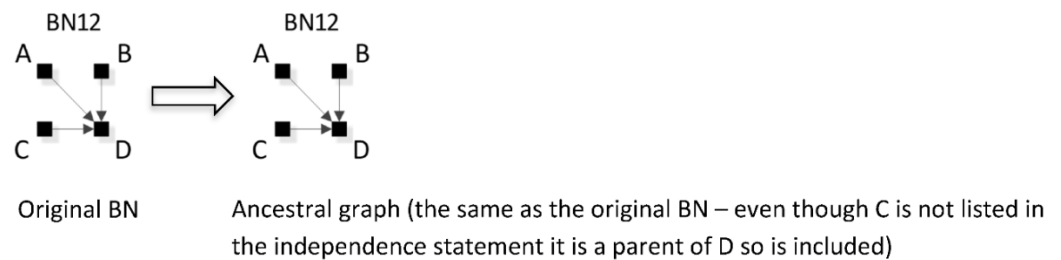 BN12
BN12
A
B
A
B
C
D
C
D
Original BN
Ancestral graph (the same as the original BN – even though C is not listed in
the independence statement it is a parent of D so is included)